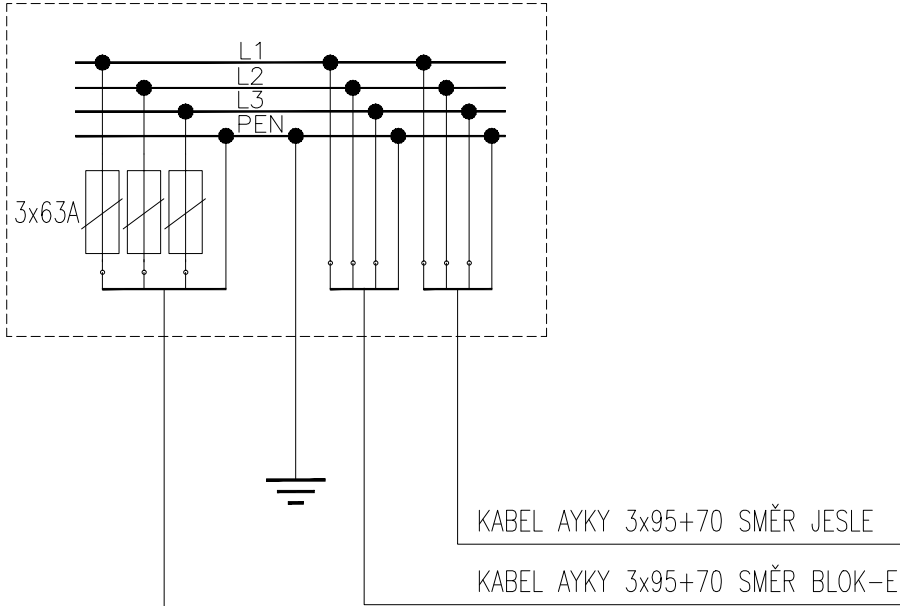 L1
L2
L3
PEN
3x63A
KABEL AYKY 3x95+70 SMĚR JESLE
KABEL AYKY 3x95+70 SMĚR BLOK-E